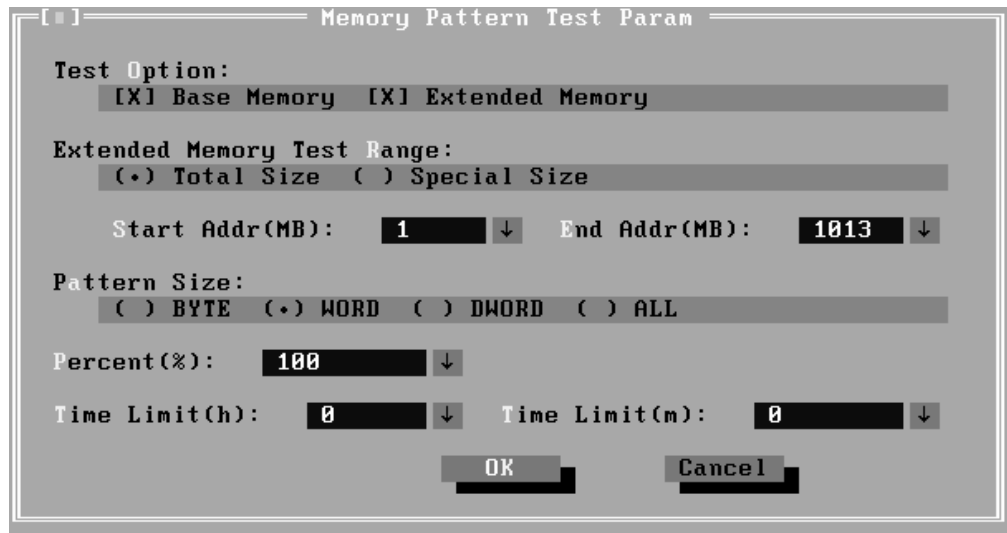 [■] Memory Pattern Test Param
Test Option:
[X] Base Memory [X] Extended Memory
Extended Memory Test Range:
(•) Total Size ( ) Special Size
Start Addr(MB): 1 ↓ End Addr(MB): 1013 ↓
Pattern Size:
( ) BYTE (•) WORD ( ) DWORD ( ) ALL
Percent(%): 100 ↓
Time Limit(h): 0 ↓ Time Limit(m): 0 ↓
OK Cancel